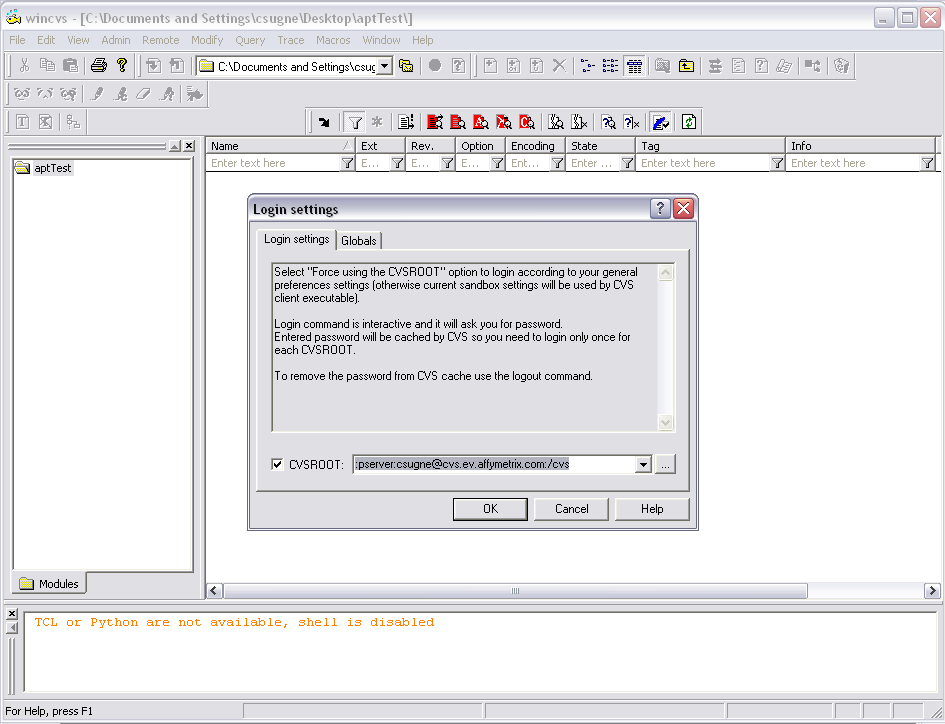 wincvs - [C:\Documents and Settings\csugne\Desktop\aptTest\]
File Edit View Admin Remote Modify Query Trace Macros Window Help
C:\Documents and Settings\csug
Name Ext Rev. Option Encoding State Tag Info
Enter text here E... E... E... Ent... Enter ... Enter text here Enter text here
aptTest
Login settings
Login settings Globals
Select "Force using the CVSROOT" option to login according to your general
preferences settings (otherwise current sandbox settings will be used by CVS
client executable).
Login command is interactive and it will ask you for password.
Entered password will be cached by CVS so you need to login only once for
each CVSROOT.
To remove the password from CVS cache use the logout command.
CVSROOT: :pserver:csugne@cvs.ev.affymetrix.com:/cvs ...
OK Cancel Help
Modules
TCL or Python are not available, shell is disabled
For Help, press F1